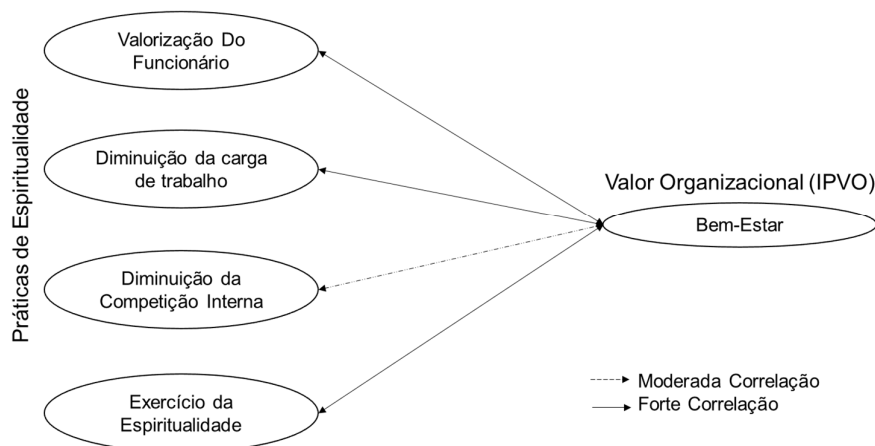 Práticas de Espiritualidade
Valorização Do
Funcionário
Diminuição da carga
de trabalho
Diminuição da
Competição Interna
Exercício da
Espiritualidade
Valor Organizacional (IPVO)
Bem-Estar
Moderada Correlação
Forte Correlação